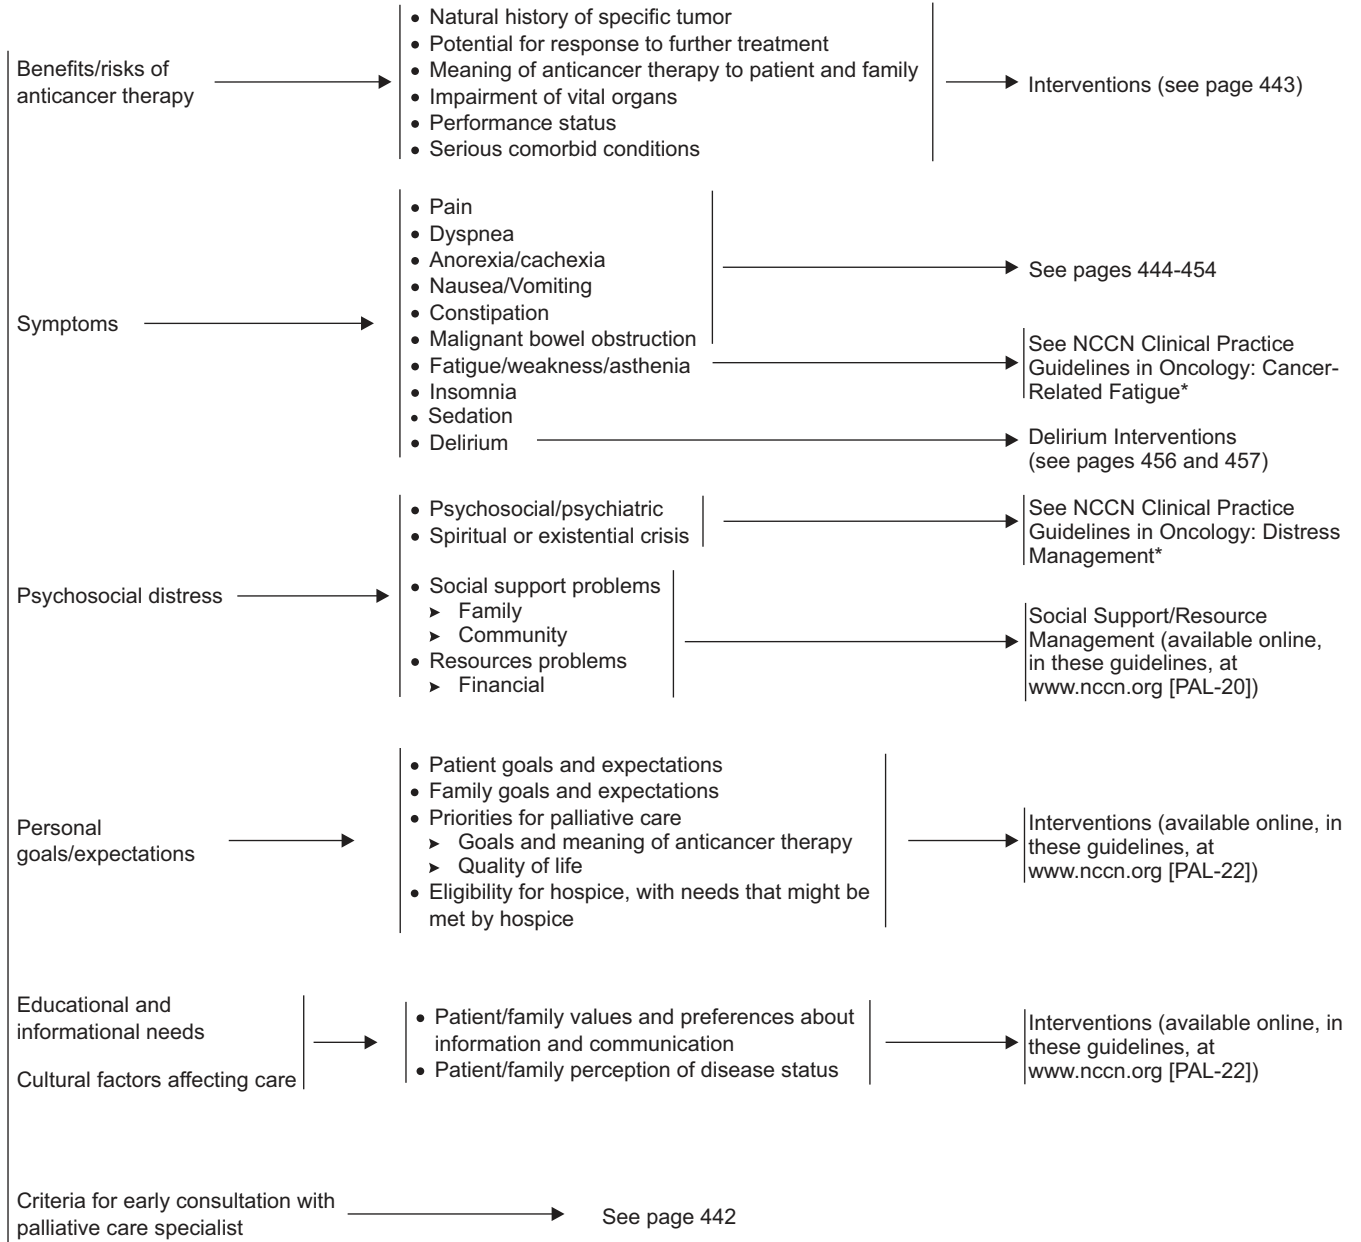 Benefits/risks of
anticancer therapy
• Natural history of specific tumor
• Potential for response to further treatment
• Meaning of anticancer therapy to patient and family
• Impairment of vital organs
• Performance status
• Serious comorbid conditions
Interventions (see page 443)
Symptoms
• Pain
• Dyspnea
• Anorexia/cachexia
• Nausea/Vomiting
• Constipation
• Malignant bowel obstruction
• Fatigue/weakness/asthenia
• Insomnia
• Sedation
• Delirium
See pages 444-454
See NCCN Clinical Practice
Guidelines in Oncology: Cancer-
Related Fatigue*
Delirium Interventions
(see pages 456 and 457)
Psychosocial distress
• Psychosocial/psychiatric
• Spiritual or existential crisis
• Social support problems
➤ Family
➤ Community
• Resources problems
➤ Financial
See NCCN Clinical Practice
Guidelines in Oncology: Distress
Management*
Social Support/Resource
Management (available online,
in these guidelines, at
www.nccn.org [PAL-20])
Personal
goals/expectations
• Patient goals and expectations
• Family goals and expectations
• Priorities for palliative care
➤ Goals and meaning of anticancer therapy
➤ Quality of life
• Eligibility for hospice, with needs that might be
met by hospice
Interventions (available online, in
these guidelines, at
www.nccn.org [PAL-22])
Educational and
informational needs
Cultural factors affecting care
• Patient/family values and preferences about
information and communication
• Patient/family perception of disease status
Interventions (available online, in
these guidelines, at
www.nccn.org [PAL-22])
Criteria for early consultation with
palliative care specialist
See page 442